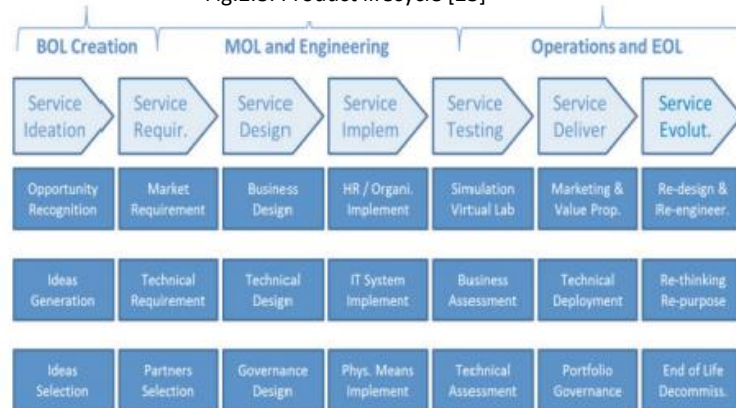 Fig.2.3. Product lifecycle [23]
BOL Creation MOL and Engineering Operations and EOL
Service Service Service Service Service Service Service
Ideation Requir. Design Implem Testing Deliver Evolut.
Opportunity Market Business HR / Organi. Simulation Marketing & Re-design &
Recognition Requirement Design Implement Virtual Lab Value Prop. Re-engineer.
Ideas Technical Technical IT System Business Technical Re-thinking
Generation Requirement Design Implement Assessment Deployment Re-purpose
Ideas Partners Governance Phys. Means Technical Portfolio End of Life
Selection Selection Design Implement Assessment Governance Decommiss.